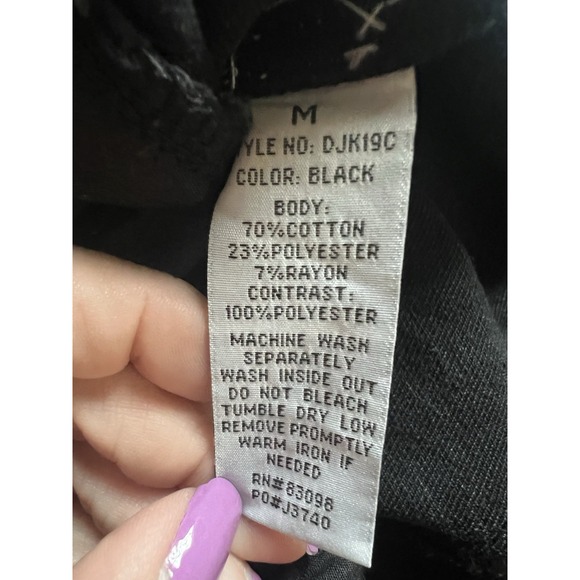 M
YLE NO: DJK19C
COLOR: BLACK
BODY:
70%COTTON
23%POLYESTER
7%RAYON
CONTRAST:
100%POLYESTER
MACHINE WASH
SEPARATELY
WASH INSIDE OUT
DO NOT BLEACH
TUMBLE DRY LOW
REMOVE PROMPTLY
WARM IRON IF
NEEDED
RN#83098
PO#J3740